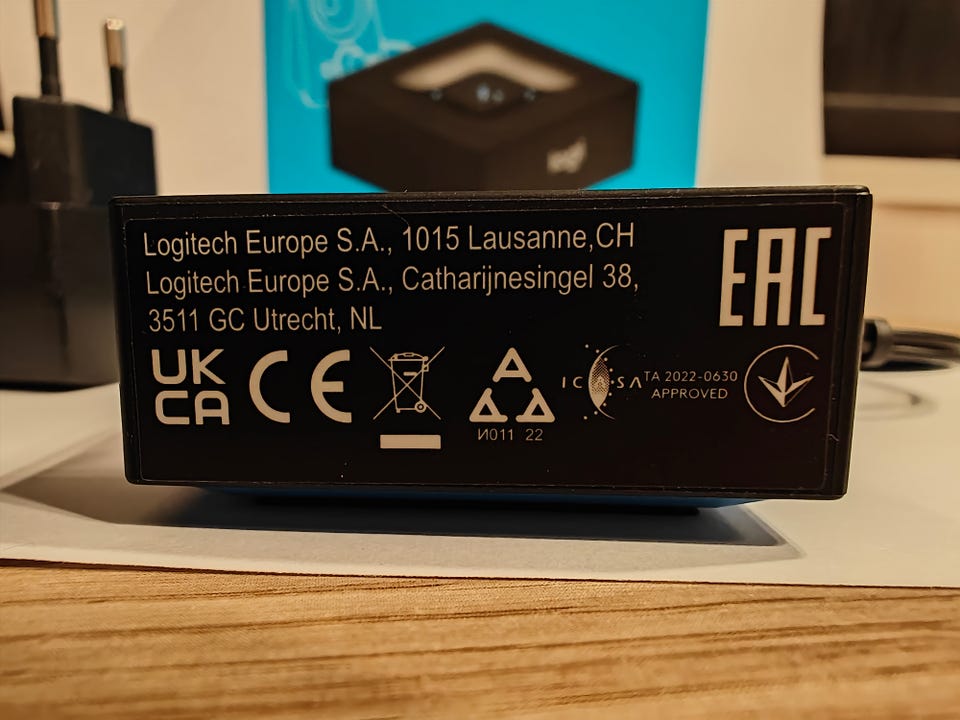 Logitech Europe S.A., 1015 Lausanne,CH
Logitech Europe S.A., Catharijnesingel 38,
3511 GC Utrecht, NL
EAC
UK
CA
CE
И011 22
ICASA
TA 2022-0630
APPROVED
logi